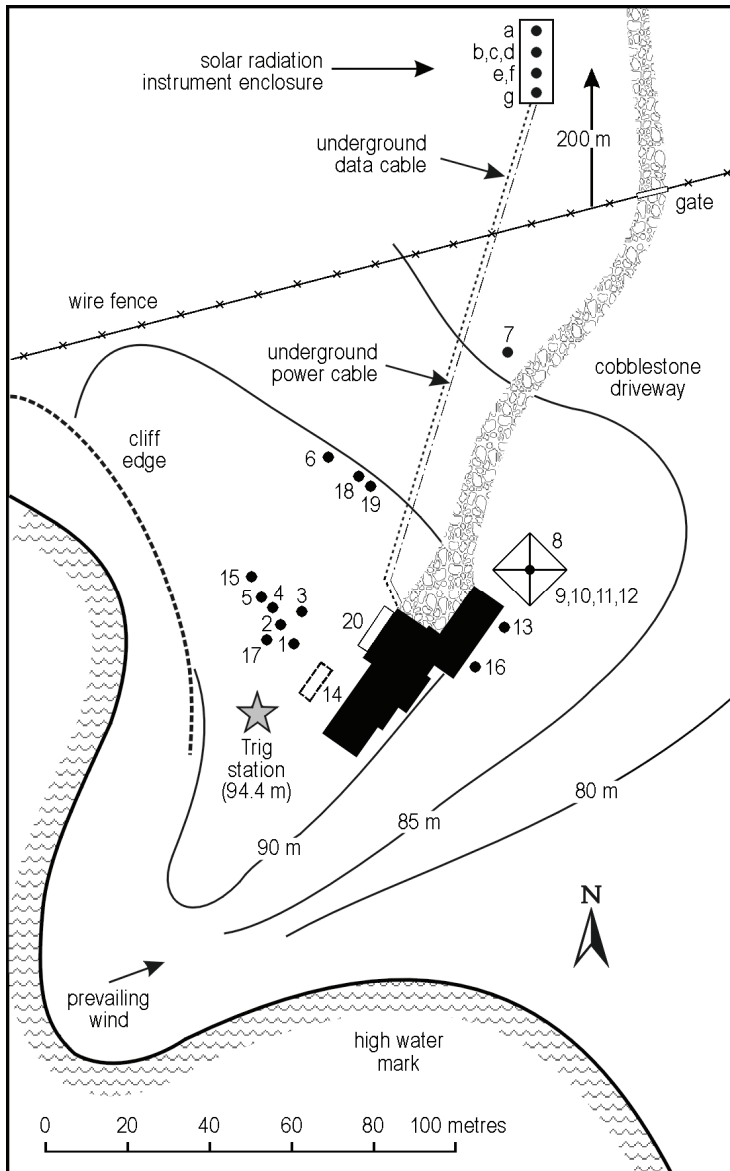 a
solar radiation
instrument enclosure
b,c,d
e,f
g
underground
data cable
200 m
gate
wire fence
7
underground
power cable
cobblestone
driveway
cliff
edge
6
18
19
8
15
5
4
3
9,10,11,12
2
20
13
17
1
16
14
Trig
station
(94.4 m)
80 m
85 m
90 m
N
prevailing
wind
high water
mark
0 20 40 60 80 100 metres